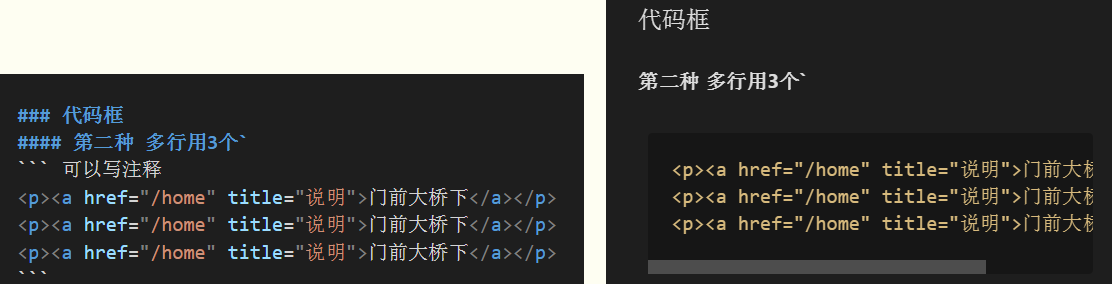 ### 代码框
#### 第二种 多行用3个`
``` 可以写注释
<p><a href="/home" title="说明">门前大桥下</a></p>
<p><a href="/home" title="说明">门前大桥下</a></p>
<p><a href="/home" title="说明">门前大桥下</a></p>
```
代码框
第二种 多行用3个`
<p><a href="/home" title="说明">门前大桥
<p><a href="/home" title="说明">门前大桥
<p><a href="/home" title="说明">门前大桥